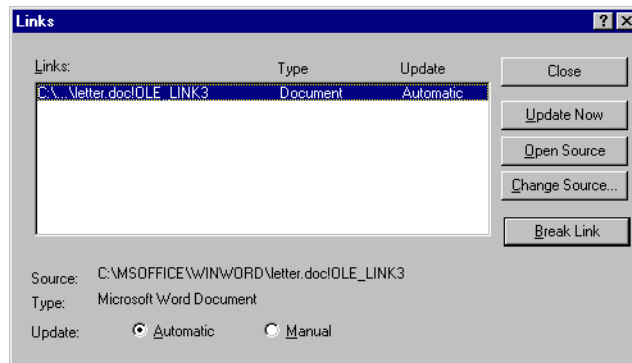 Links
Links: Type Update Close
C:\...\letter.doc!OLE_LINK3 Document Automatic
Update Now
Open Source
Change Source...
Break Link
Source: C:\MSOFFICE\WINWORD\letter.doc!OLE_LINK3
Type: Microsoft Word Document
Update: Automatic Manual